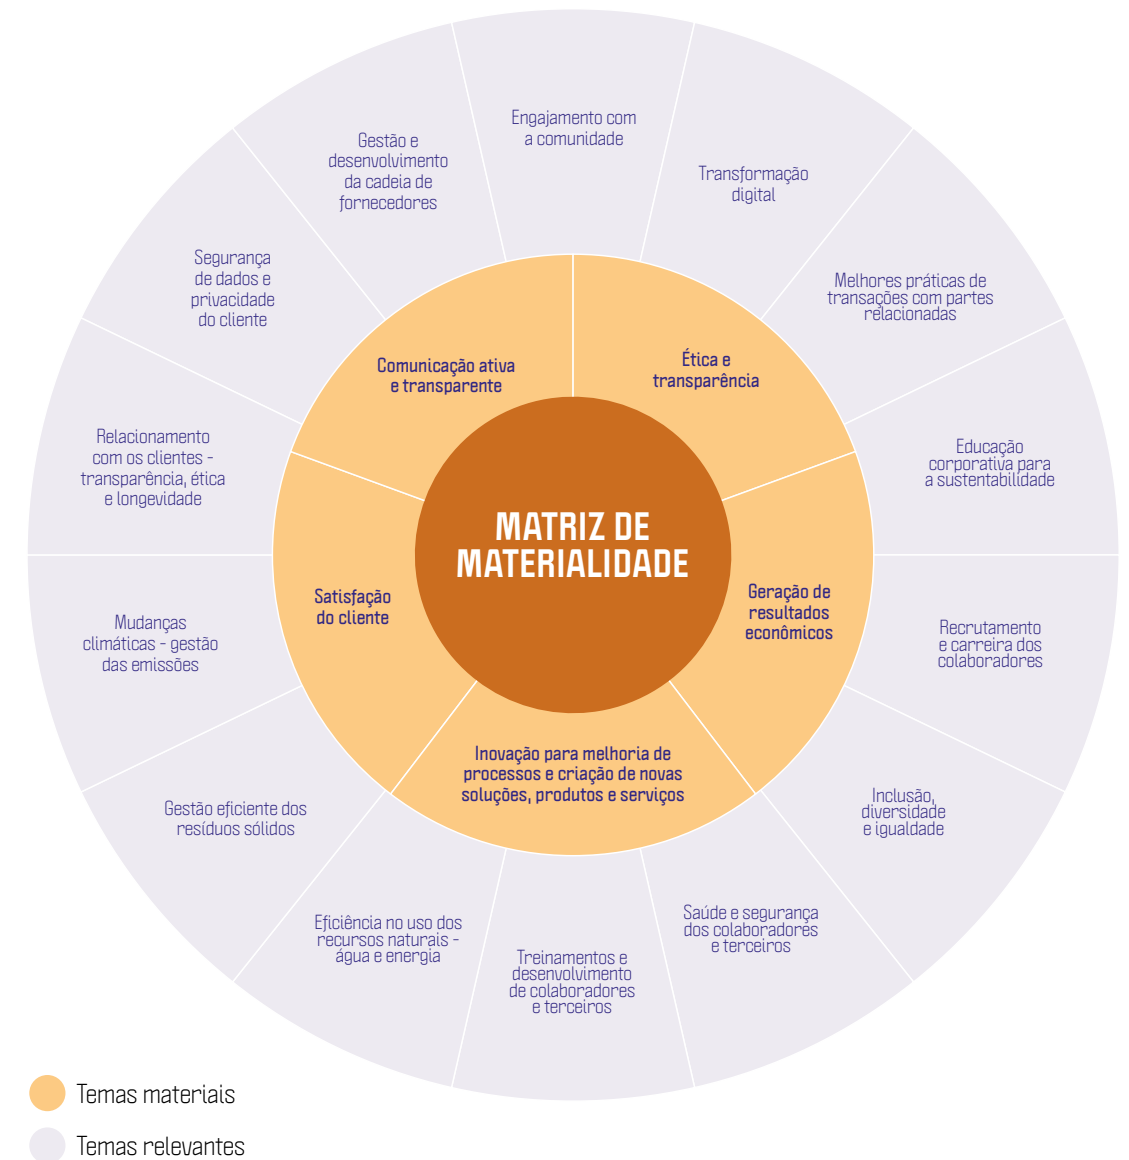 Engajamento com
a comunidade
Transformação
digital
Melhores práticas de
transações com partes
relacionadas
Educação
corporativa para
a sustentabilidade
Recrutamento
e carreira dos
colaboradores
Inclusão,
diversidade
e igualdade
Saúde e segurança
dos colaboradores
e terceiros
Treinamentos e
desenvolvimento
de colaboradores
e terceiros
Eficiência no uso dos
recursos naturais -
água e energia
Gestão eficiente dos
resíduos sólidos
Mudanças
climáticas - gestão
das emissões
Relacionamento
com os clientes -
transparência, ética
e longevidade
Segurança
de dados e
privacidade
do cliente
Gestão e
desenvolvimento
da cadeia de
fornecedores
Comunicação ativa
e transparente
Ética e
transparência
Geração de
resultados
econômicos
Inovação para melhoria de
processos e criação de novas
soluções, produtos e serviços
Satisfação
do cliente
MATRIZ DE
MATERIALIDADE
Temas materiais
Temas relevantes